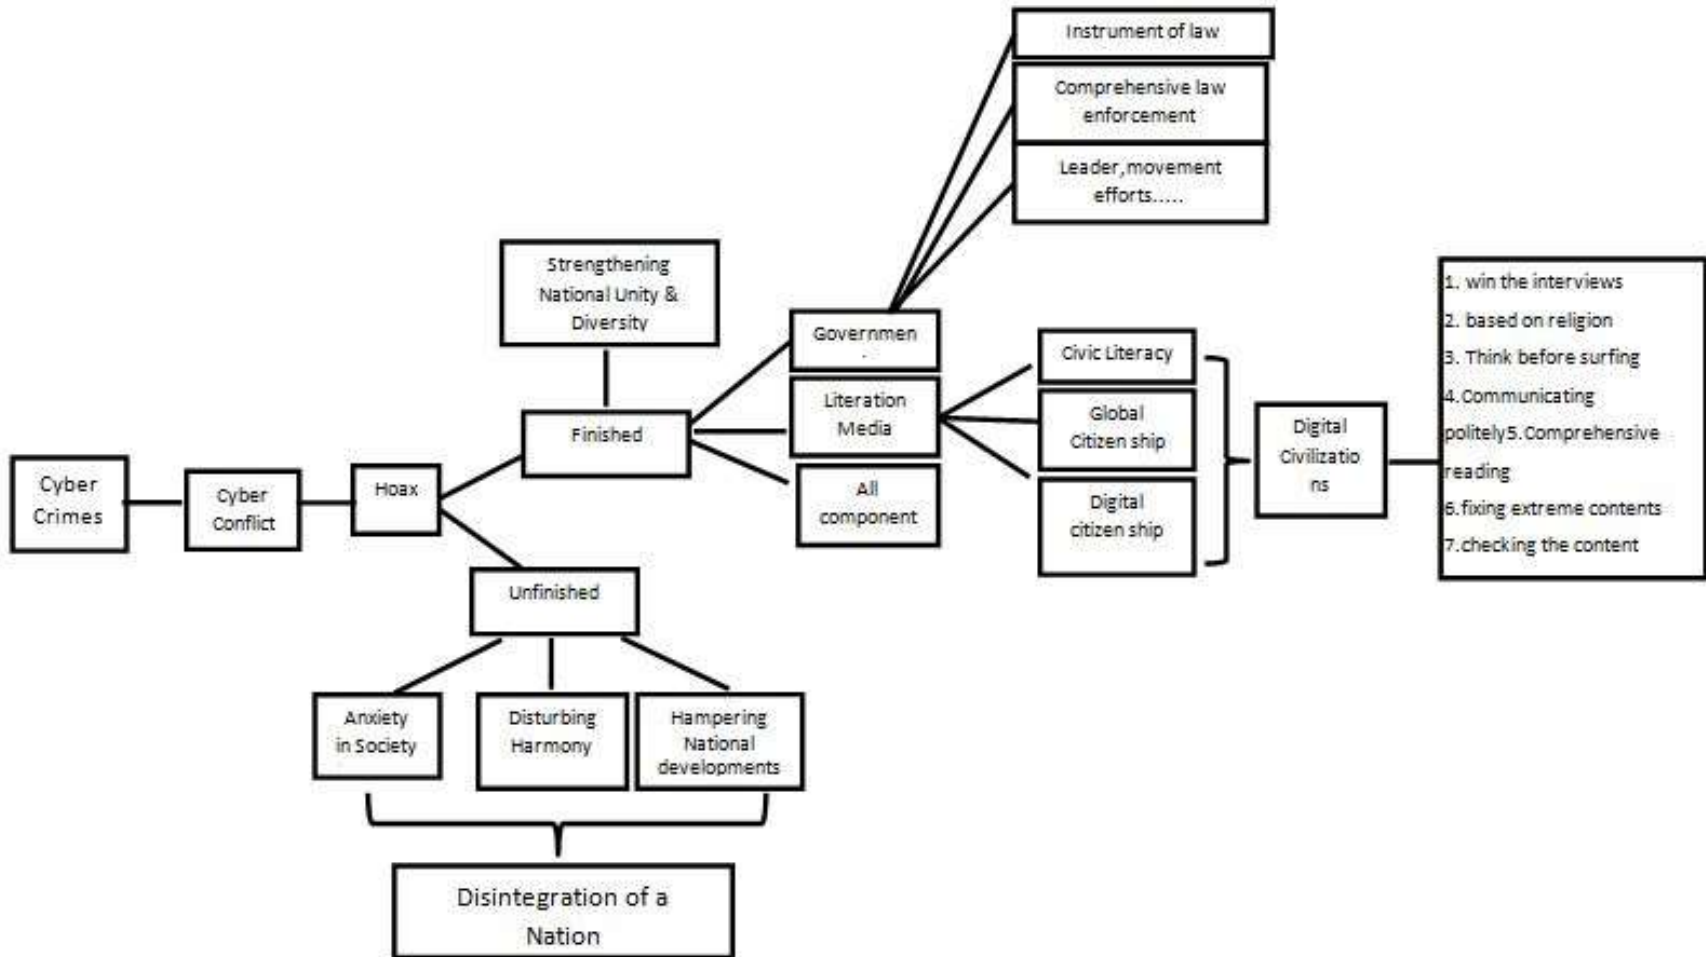 Instrument of law
Comprehensive law
enforcement
Leader,movement
efforts.....
Strengthening
National Unity &
Diversity
Governmen
.
Literation
Media
All
component
Finished
Civic Literacy
Global
Citizen ship
Digital
citizen ship
Digital
Civilizatio
ns
1. win the interviews
2. based on religion
3. Think before surfing
4.Communicating
politely5.Comprehensive
reading
6.fixing extreme contents
7.checking the content
Cyber
Crimes
Cyber
Conflict
Hoax
Unfinished
Anxiety
in Society
Disturbing
Harmony
Hampering
National
developments
Disintegration of a
Nation